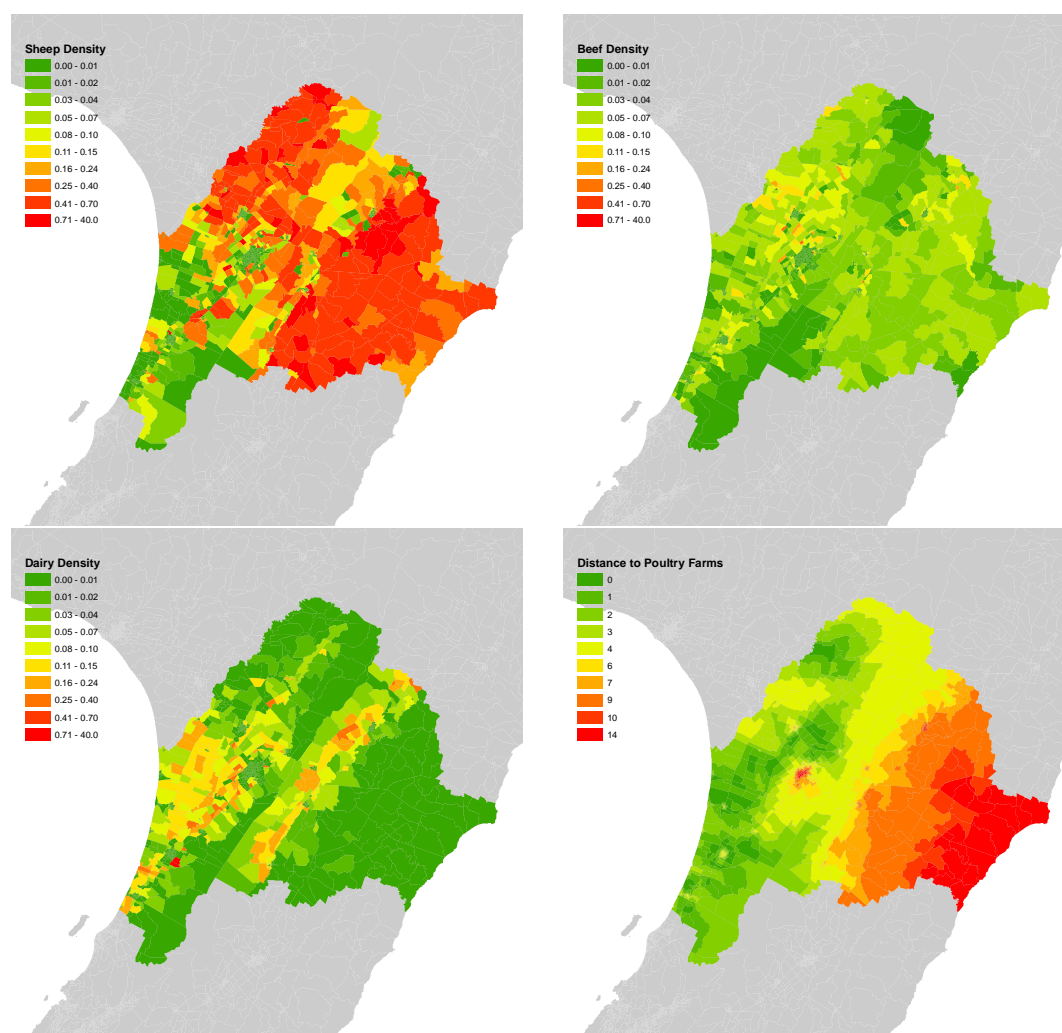 Sheep Density
0.00 - 0.01
0.01 - 0.02
0.03 - 0.04
0.05 - 0.07
0.08 - 0.10
0.11 - 0.15
0.16 - 0.24
0.25 - 0.40
0.41 - 0.70
0.71 - 40.0
Beef Density
0.00 - 0.01
0.01 - 0.02
0.03 - 0.04
0.05 - 0.07
0.08 - 0.10
0.11 - 0.15
0.16 - 0.24
0.25 - 0.40
0.41 - 0.70
0.71 - 40.0
Dairy Density
0.00 - 0.01
0.01 - 0.02
0.03 - 0.04
0.05 - 0.07
0.08 - 0.10
0.11 - 0.15
0.16 - 0.24
0.25 - 0.40
0.41 - 0.70
0.71 - 40.0
Distance to Poultry Farms
0
1
2
3
4
6
7
9
10
14